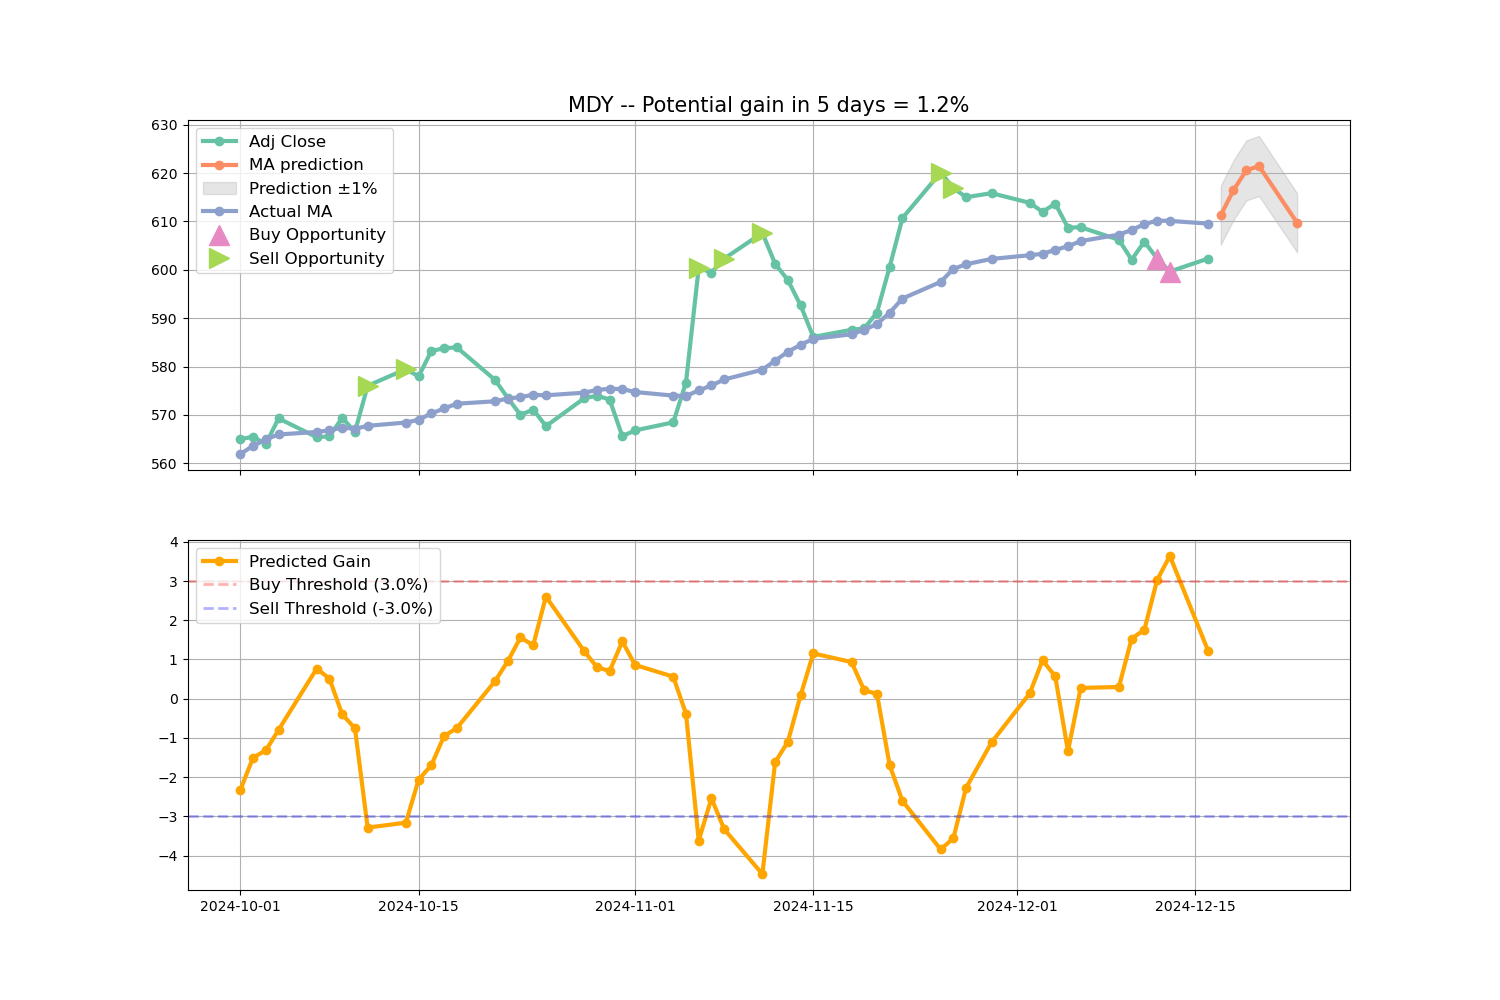 MDY -- Potential gain in 5 days = 1.2%
630
620
610
600
590
580
570
560
Adj Close
MA prediction
Prediction ±1%
Actual MA
Buy Opportunity
Sell Opportunity
4
3
2
1
0
−1
−2
−3
−4
Predicted Gain
Buy Threshold (3.0%)
Sell Threshold (-3.0%)
2024-10-01 2024-10-15 2024-11-01 2024-11-15 2024-12-01 2024-12-15